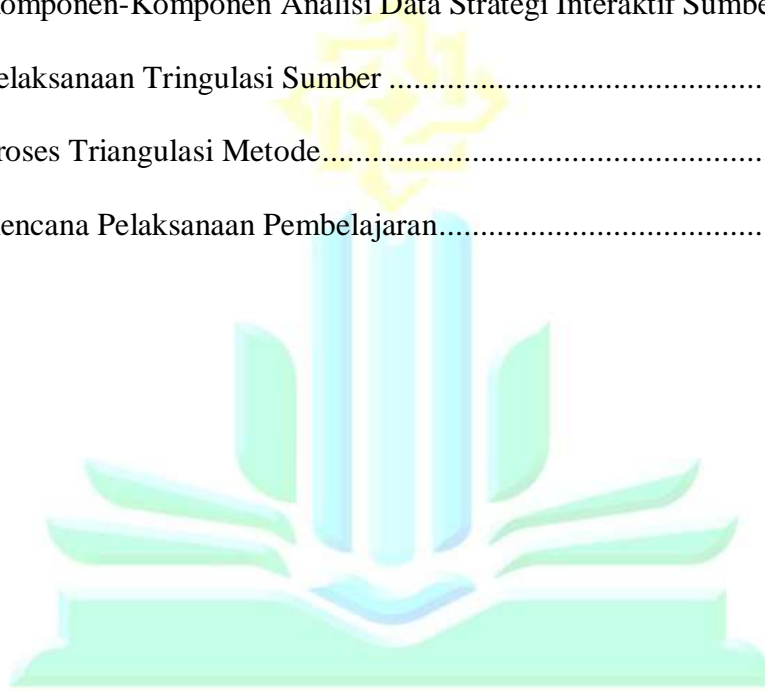 omponen-Komponen Analisi Data Strategi Interaktif Sumbe
elaksanaan Tringulasi Sumber ................................................
roses Triangulasi Metode.........................................................
encana Pelaksanaan Pembelajaran..........................................